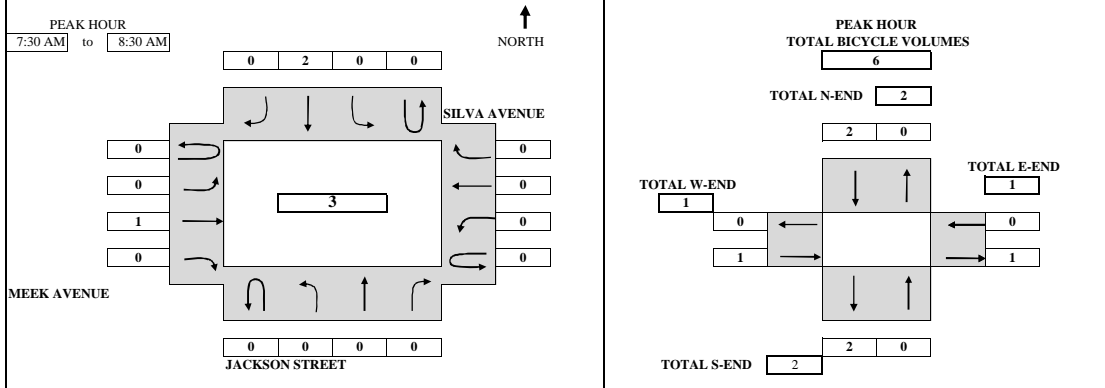 PEAK HOUR
7:30 AM to 8:30 AM
NORTH
0 2 0 0
SILVA AVENUE
0 0
0 0
3
1 0
0 0
MEEK AVENUE
0 0 0 0
JACKSON STREET
PEAK HOUR
TOTAL BICYCLE VOLUMES
6
TOTAL N-END 2
2 0
TOTAL E-END
1
TOTAL W-END
1
0 0
1 1
2 0
TOTAL S-END 2